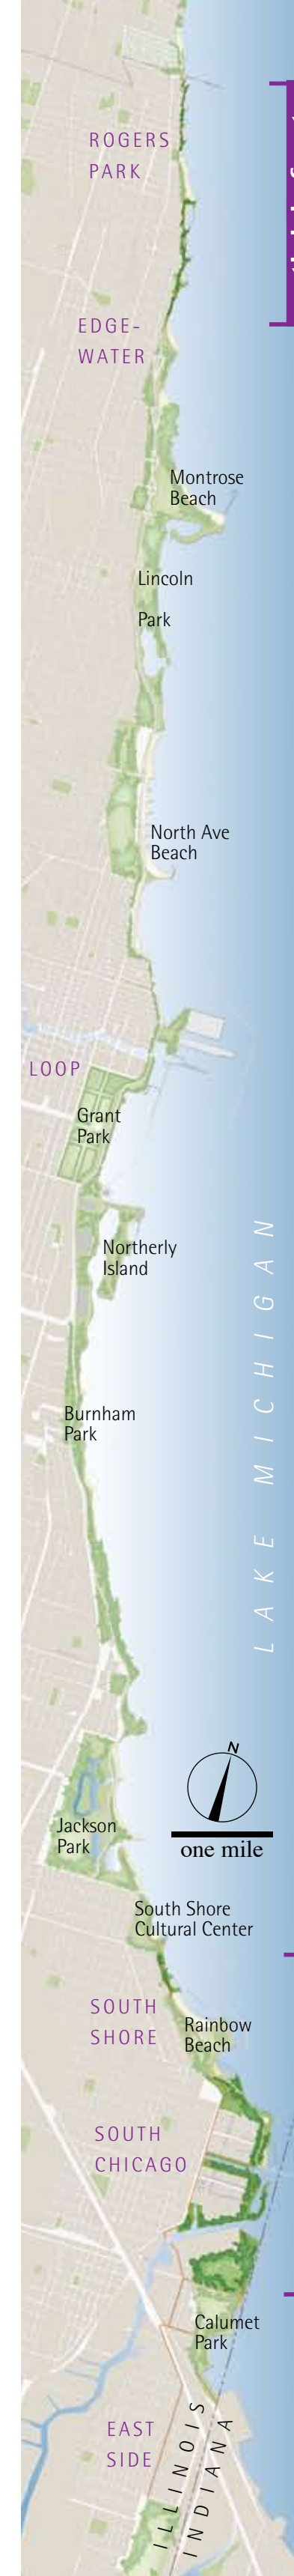 ROGERS
PARK
EDGE-
WATER
Montrose
Beach
Lincoln
Park
North Ave
Beach
LOOP
Grant
Park
Northerly
Island
Burnham
Park
LAKE MICHIGAN
N
one mile
Jackson
Park
South Shore
Cultural Center
SOUTH
SHORE
Rainbow
Beach
SOUTH
CHICAGO
Calumet
Park
EAST
SIDE
ILLINOIS
INDIANA